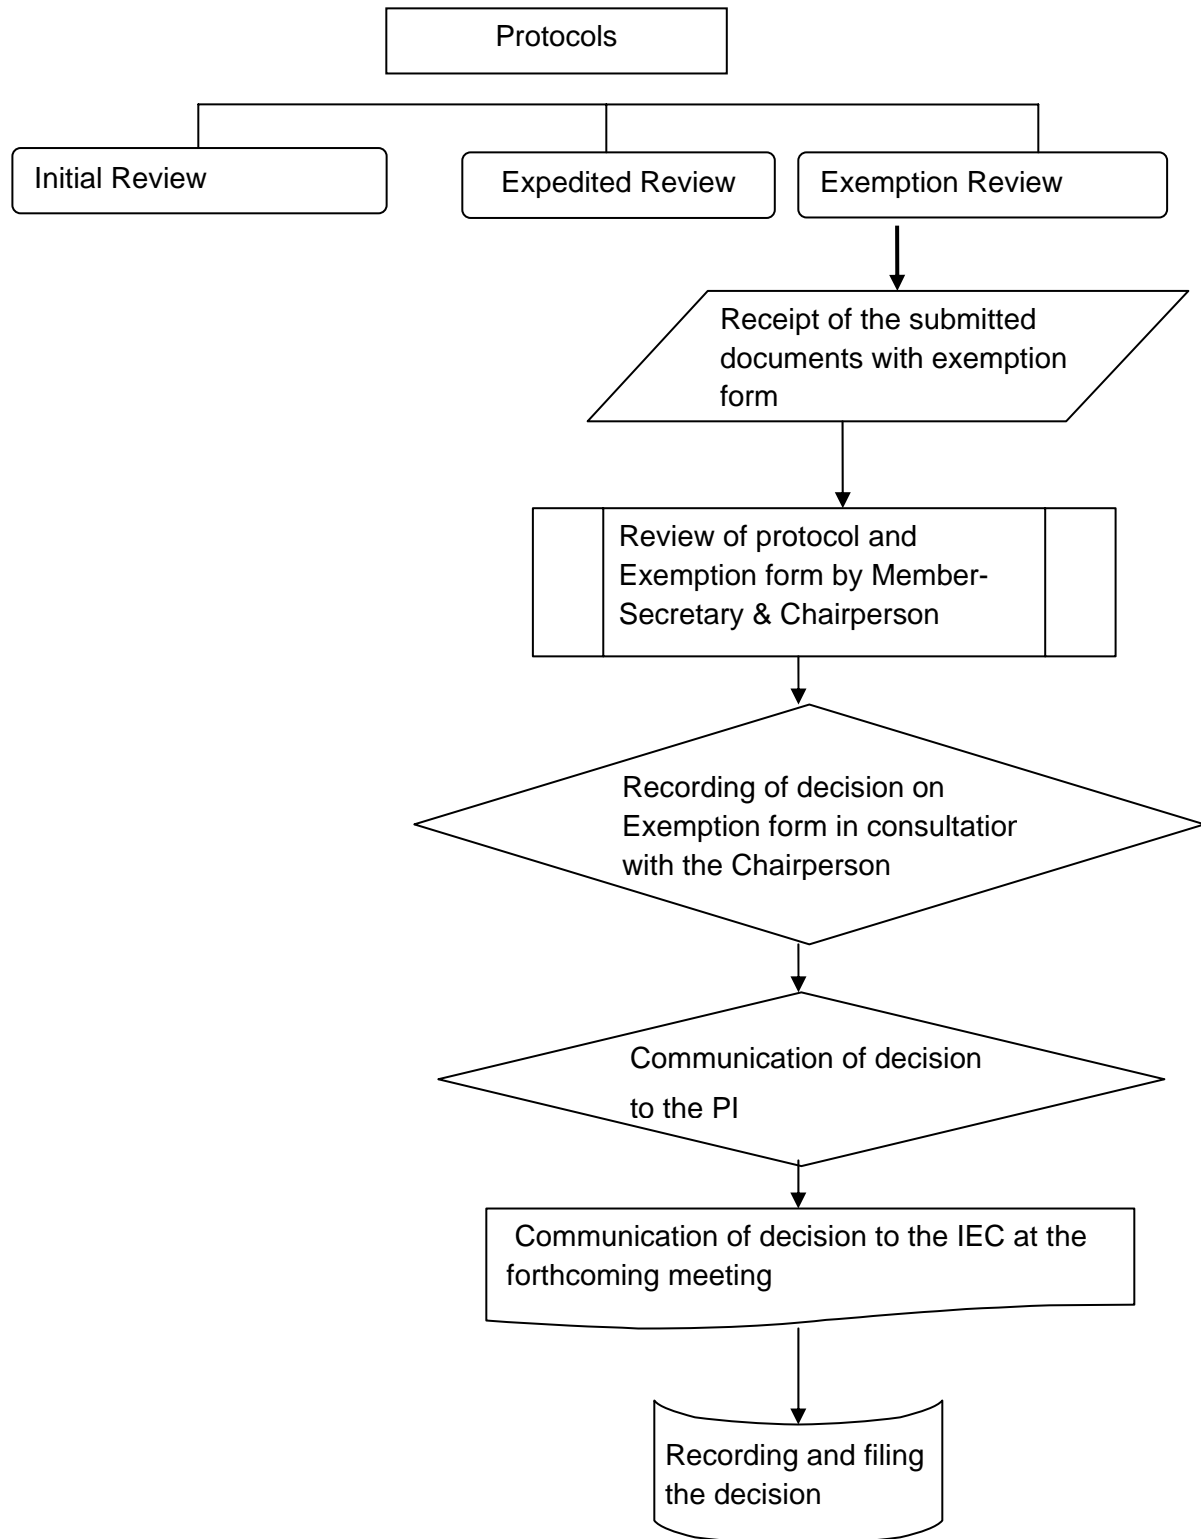 Protocols
Initial Review
Expedited Review
Exemption Review
Receipt of the submitted
documents with exemption
form
Review of protocol and
Exemption form by Member-
Secretary & Chairperson
Recording of decision on
Exemption form in consultation
with the Chairperson
Communication of decision
to the PI
Communication of decision to the IEC at the
forthcoming meeting
Recording and filing
the decision